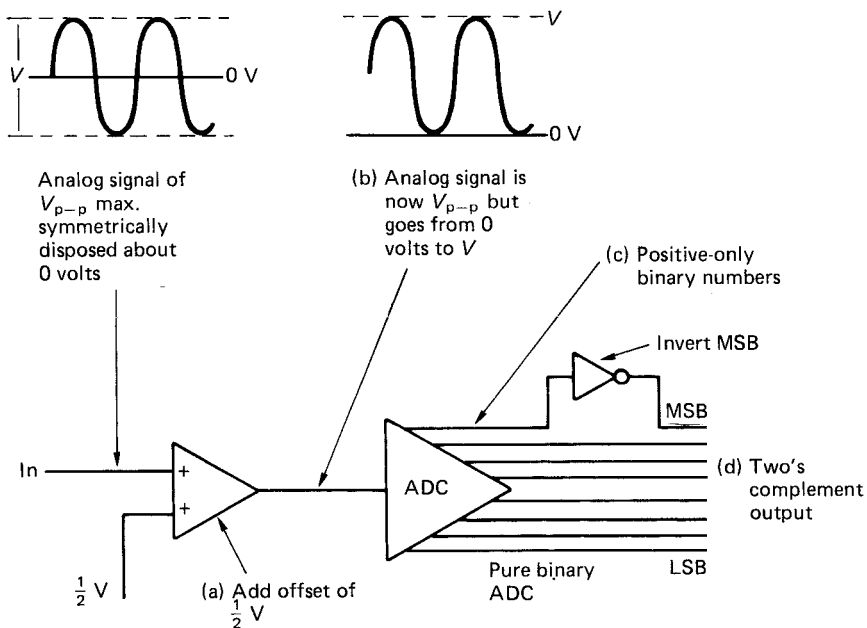 V
0 V
V
0 V
Analog signal of
V p–p max.
symmetrically
disposed about
0 volts
(b) Analog signal is
now V p–p but
goes from 0
volts to V
(c) Positive-only
binary numbers
Invert MSB
MSB
In
+
+
ADC
(d) Two's
complement
output
½ V
(a) Add offset of
½ V
Pure binary
ADC
LSB